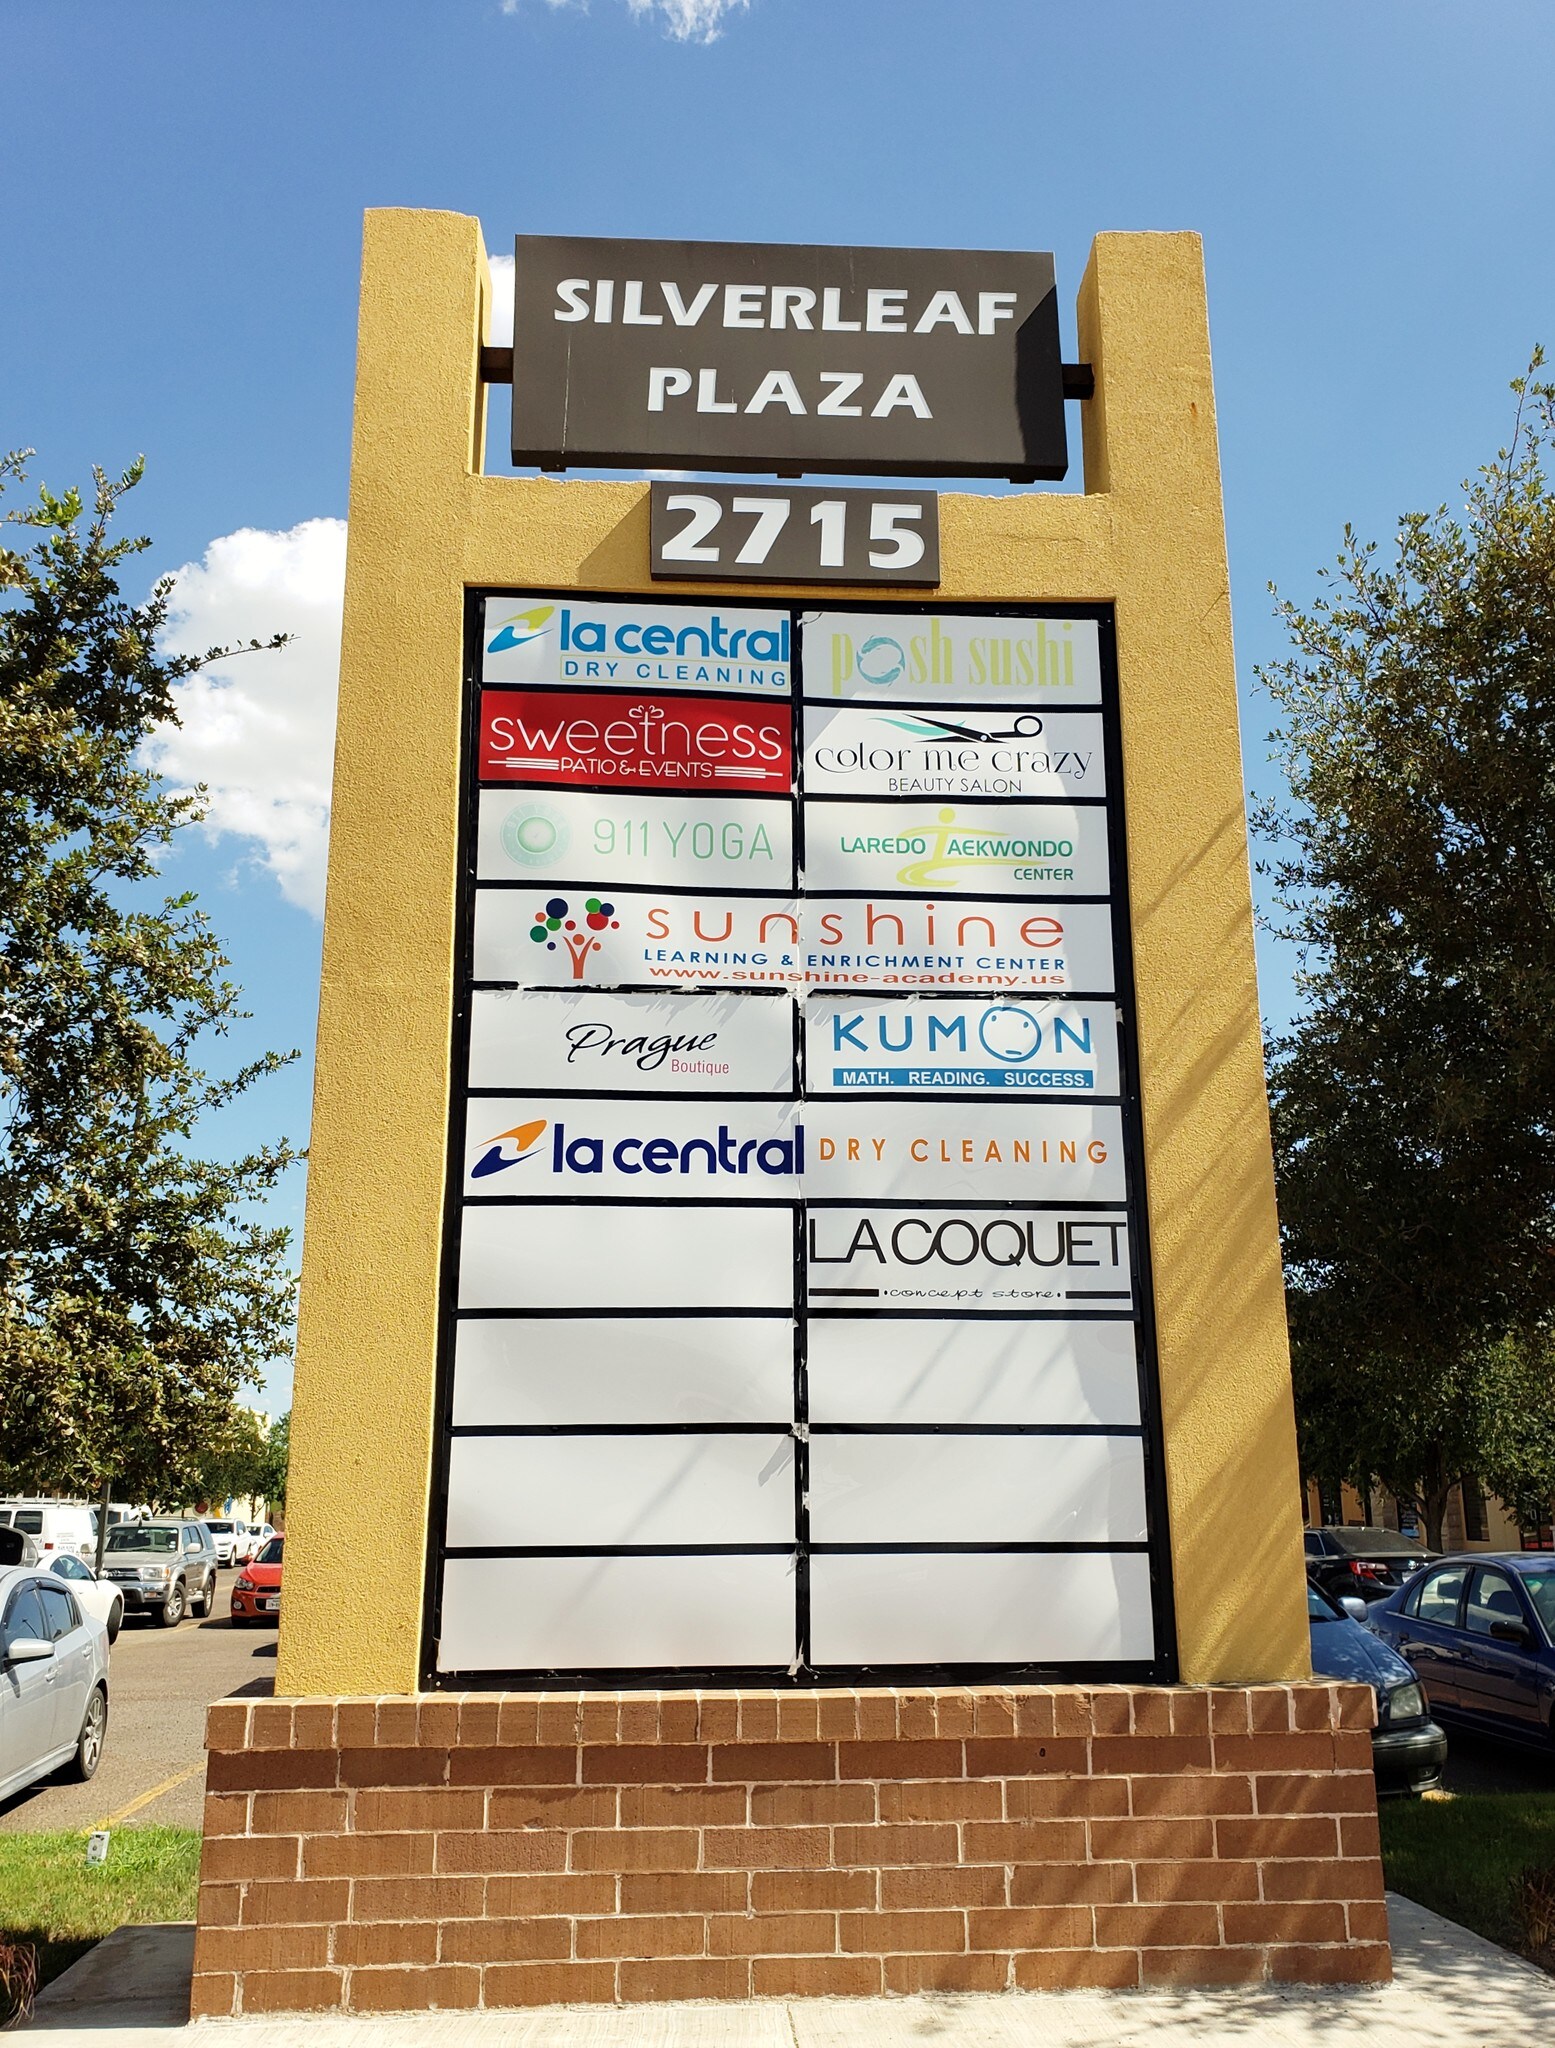 SILVERLEAF
PLAZA
2715
la central
DRY CLEANING
posh sushi
sweetness
PATIO & EVENTS
color me crazy
BEAUTY SALON
911 YOGA
LAREDO TAEKWONDO
CENTER
sunshine
LEARNING & ENRICHMENT CENTER
www.sunshine-academy.us
Prague
Boutique
KUMON
MATH. READING. SUCCESS.
la central DRY CLEANING
LA COQUET
•concept store•